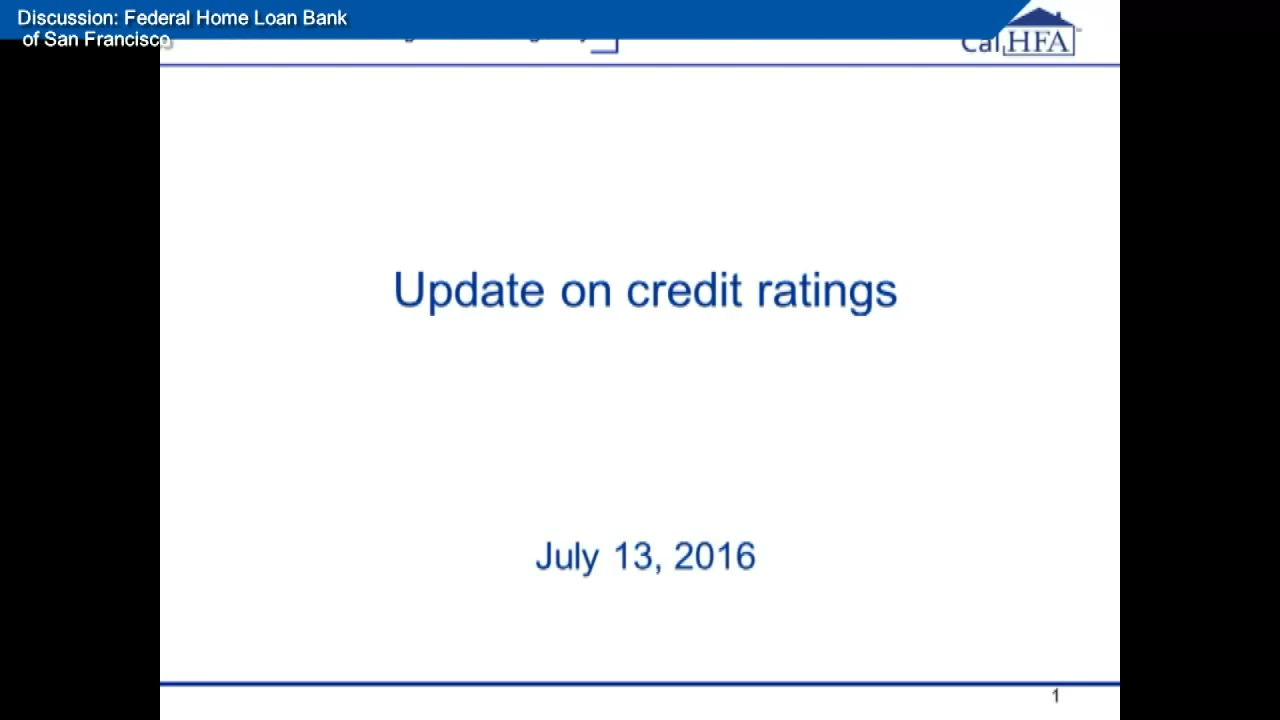 Discussion: Federal Home Loan Bank
of San Francisco
CalHFA
Update on credit ratings
July 13, 2016
1